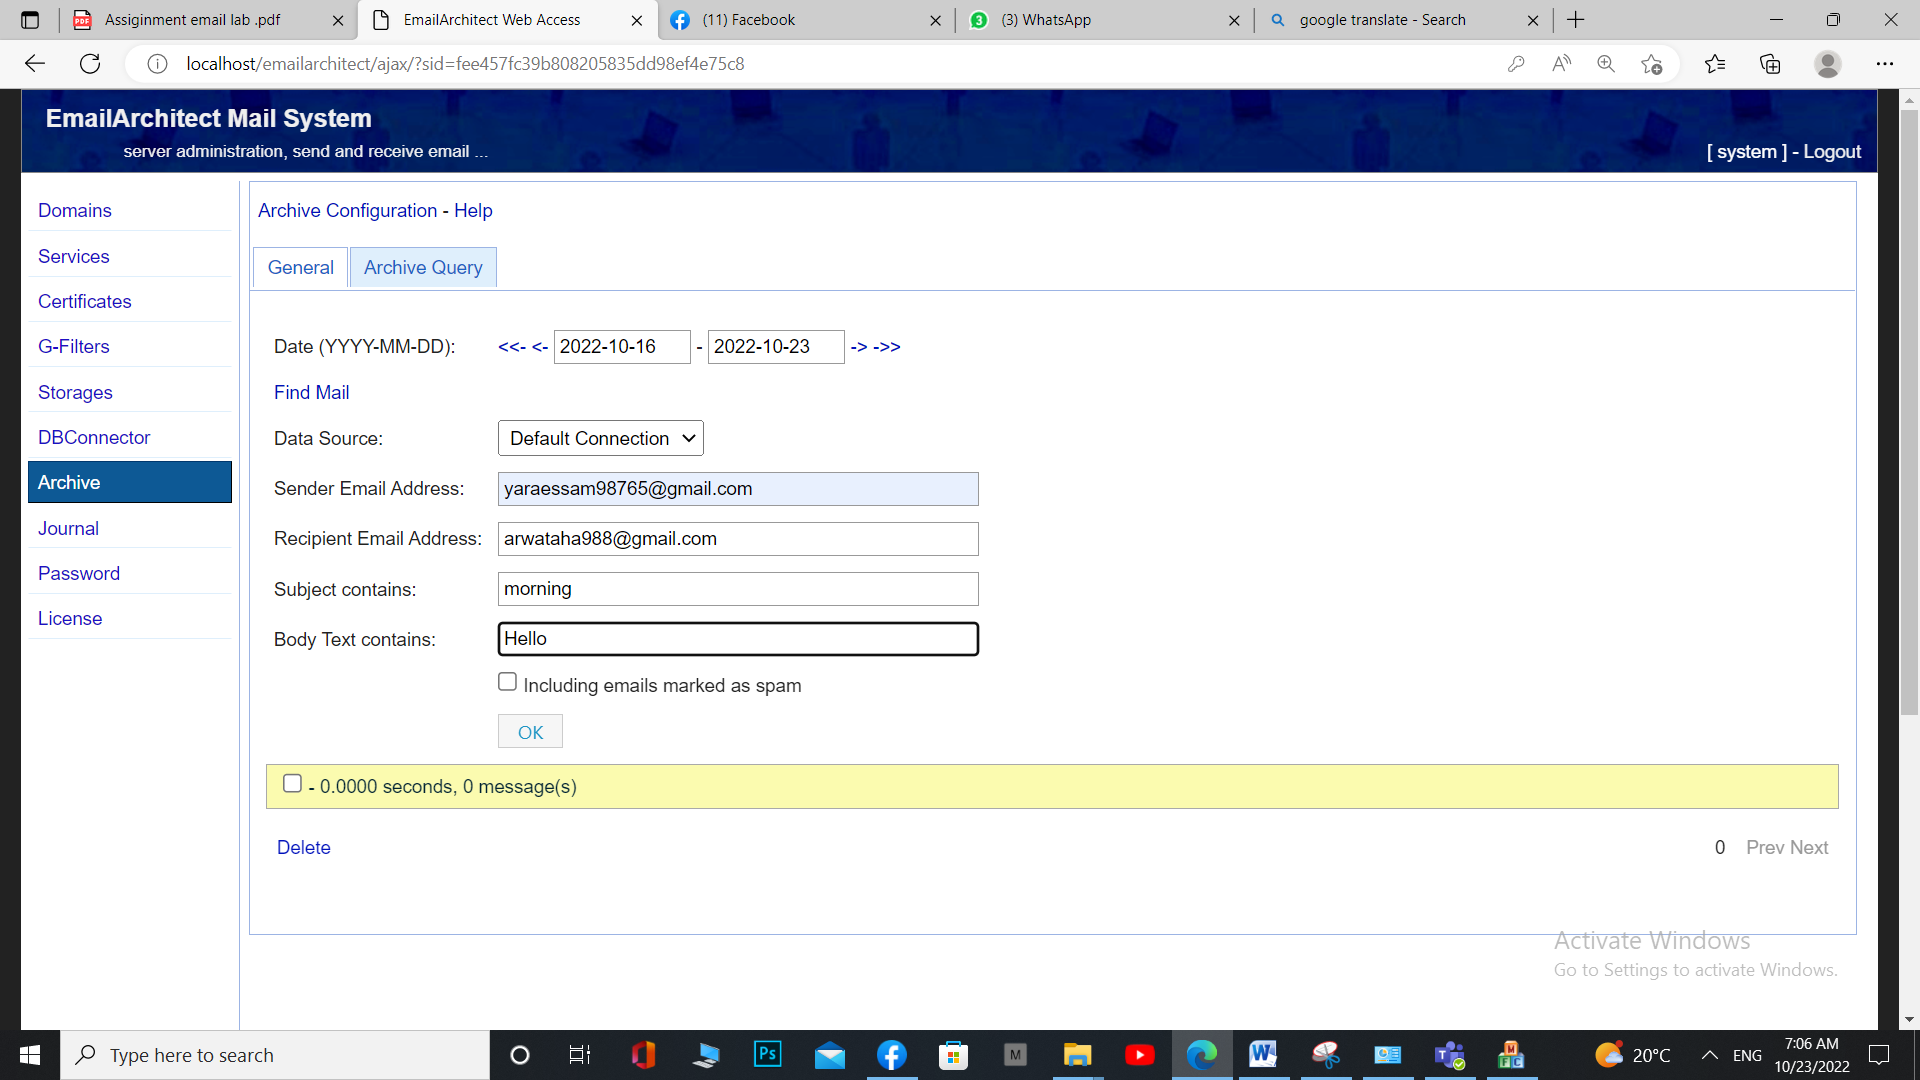 Assiginment email lab .pdf
EmailArchitect Web Access
(11) Facebook
(3) WhatsApp
google translate - Search
localhost/emailarchitect/ajax/?sid=fee457fc39b808205835dd98ef4e75c8
EmailArchitect Mail System
server administration, send and receive email ...
[ system ] - Logout
Domains
Services
Certificates
G-Filters
Storages
DBConnector
Archive
Journal
Password
License
Archive Configuration - Help
General Archive Query
Date (YYYY-MM-DD): <<- <- 2022-10-16 - 2022-10-23 -> ->>
Find Mail
Data Source: Default Connection
Sender Email Address: yaraessam98765@gmail.com
Recipient Email Address: arwataha988@gmail.com
Subject contains: morning
Body Text contains: Hello
Including emails marked as spam
OK
- 0.0000 seconds, 0 message(s)
Delete
0 Prev Next
Activate Windows
Go to Settings to activate Windows.
Type here to search
20°C
ENG
7:06 AM
10/23/2022